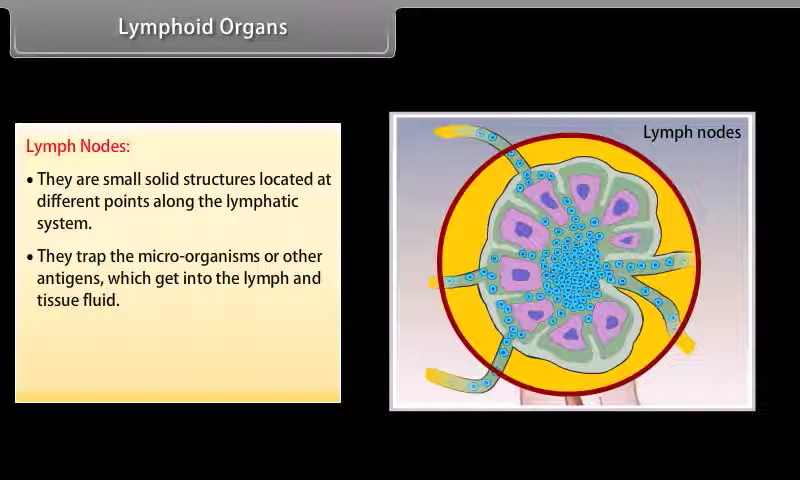 Lymphoid Organs
Lymph Nodes:
• They are small solid structures located at
different points along the lymphatic
system.
• They trap the micro-organisms or other
antigens, which get into the lymph and
tissue fluid.
Lymph nodes